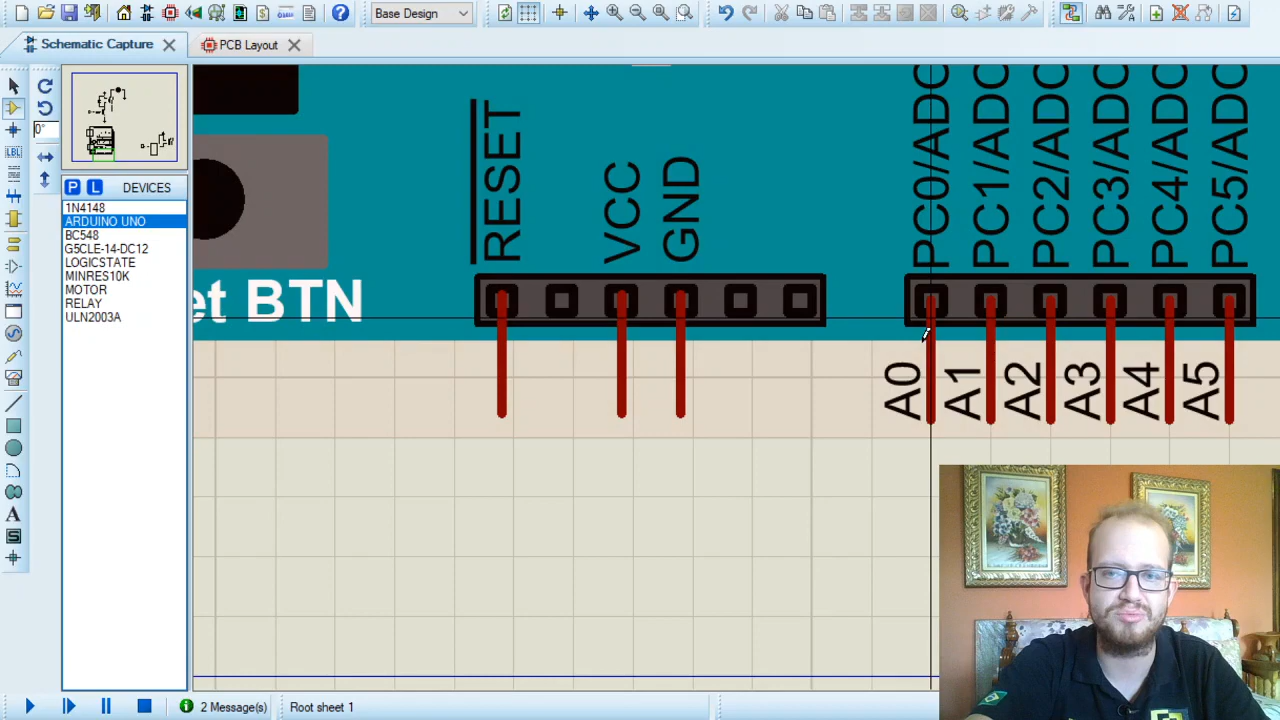 Base Design
Schematic Capture
PCB Layout
0°
LBL
P L DEVICES
1N4148
ARDUINO UNO
BC548
G5CLE-14-DC12
LOGICSTATE
MINRES10K
MOTOR
RELAY
ULN2003A
A
S
RESET
VCC
GND
PC0/ADC
PC1/ADC
PC2/ADC
PC3/ADC
PC4/ADC
PC5/ADC
et BTN
A0
A1
A2
A3
A4
A5
2 Message(s)
Root sheet 1